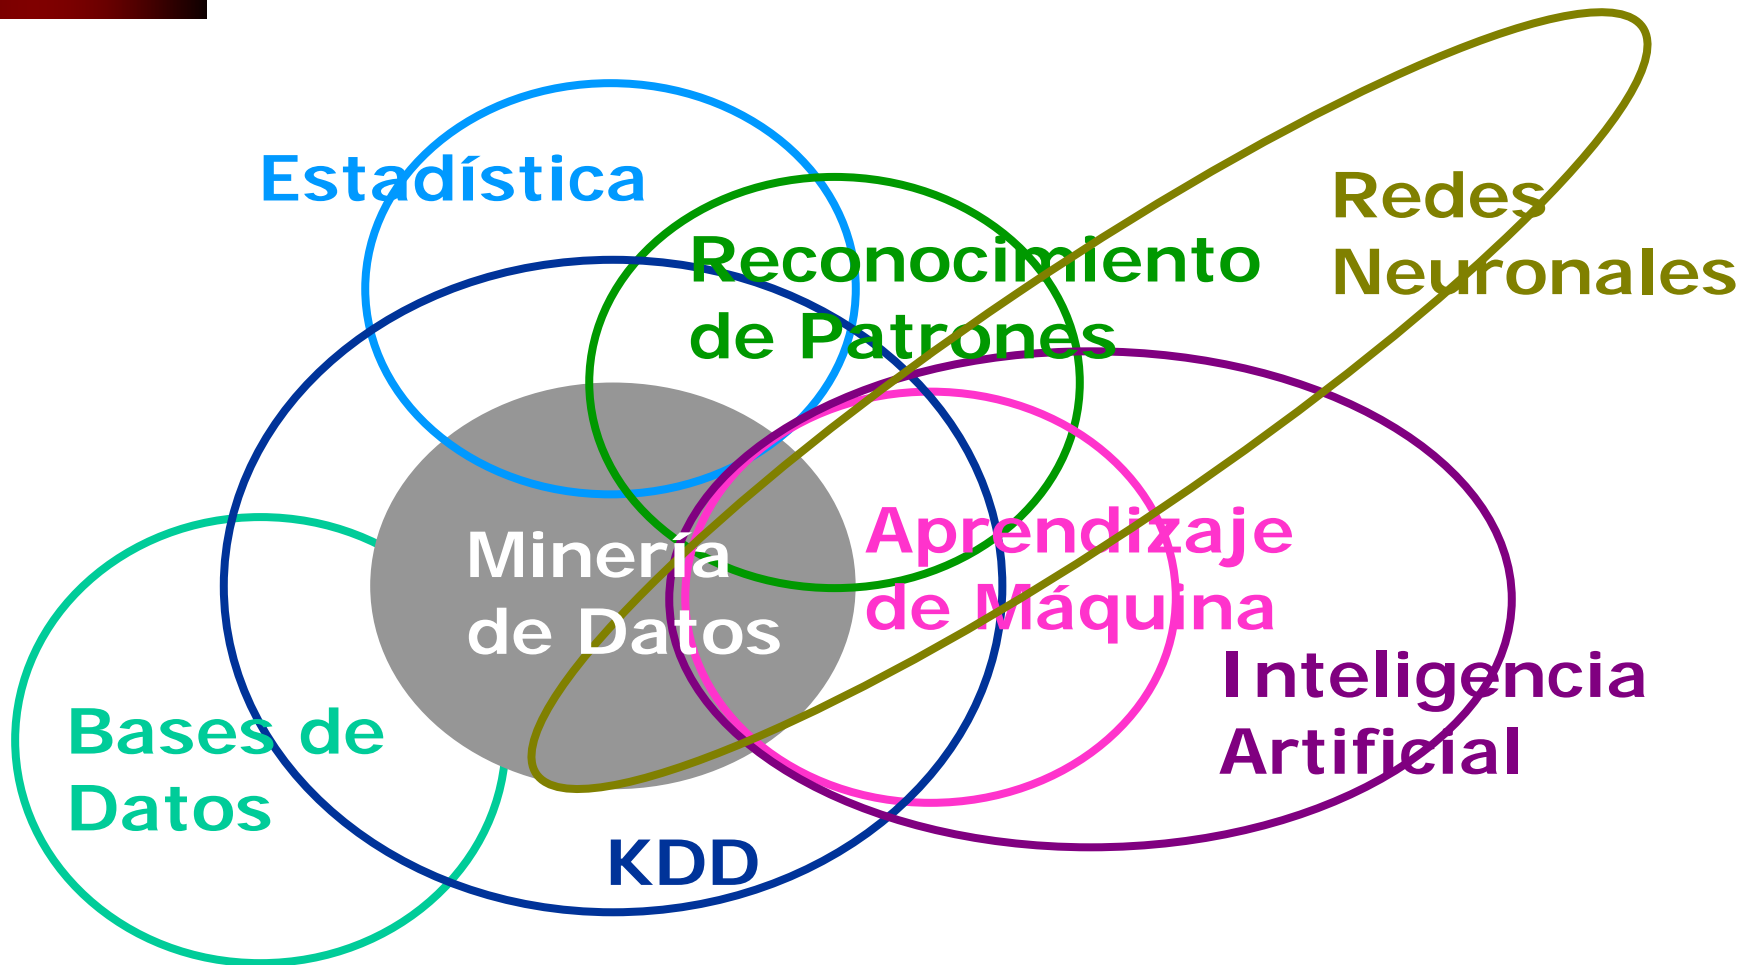 Estadística
Reconocimiento
de Patrones
Redes
Neuronales
Minería
de Datos
Aprendizaje
de Máquina
Inteligencia
Artificial
Bases de
Datos
KDD